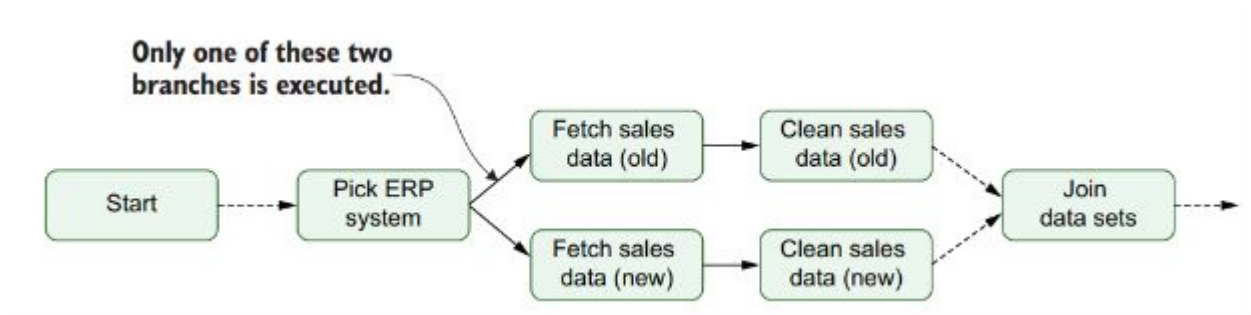 Only one of these two
branches is executed.
Start
Pick ERP
system
Fetch sales
data (old)
Clean sales
data (old)
Fetch sales
data (new)
Clean sales
data (new)
Join
data sets